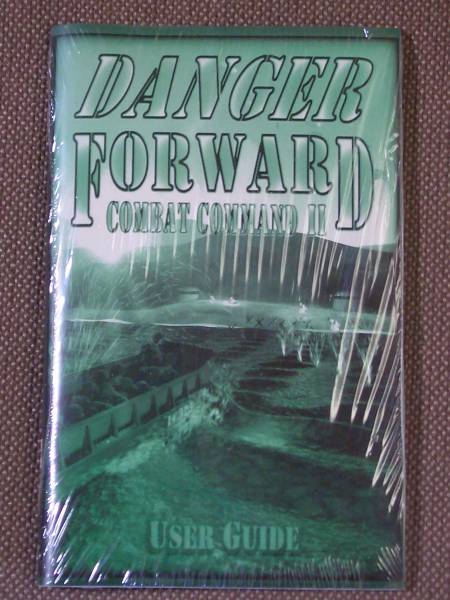 DANGER
FORWARD
COMBAT COMMAND II
USER GUIDE